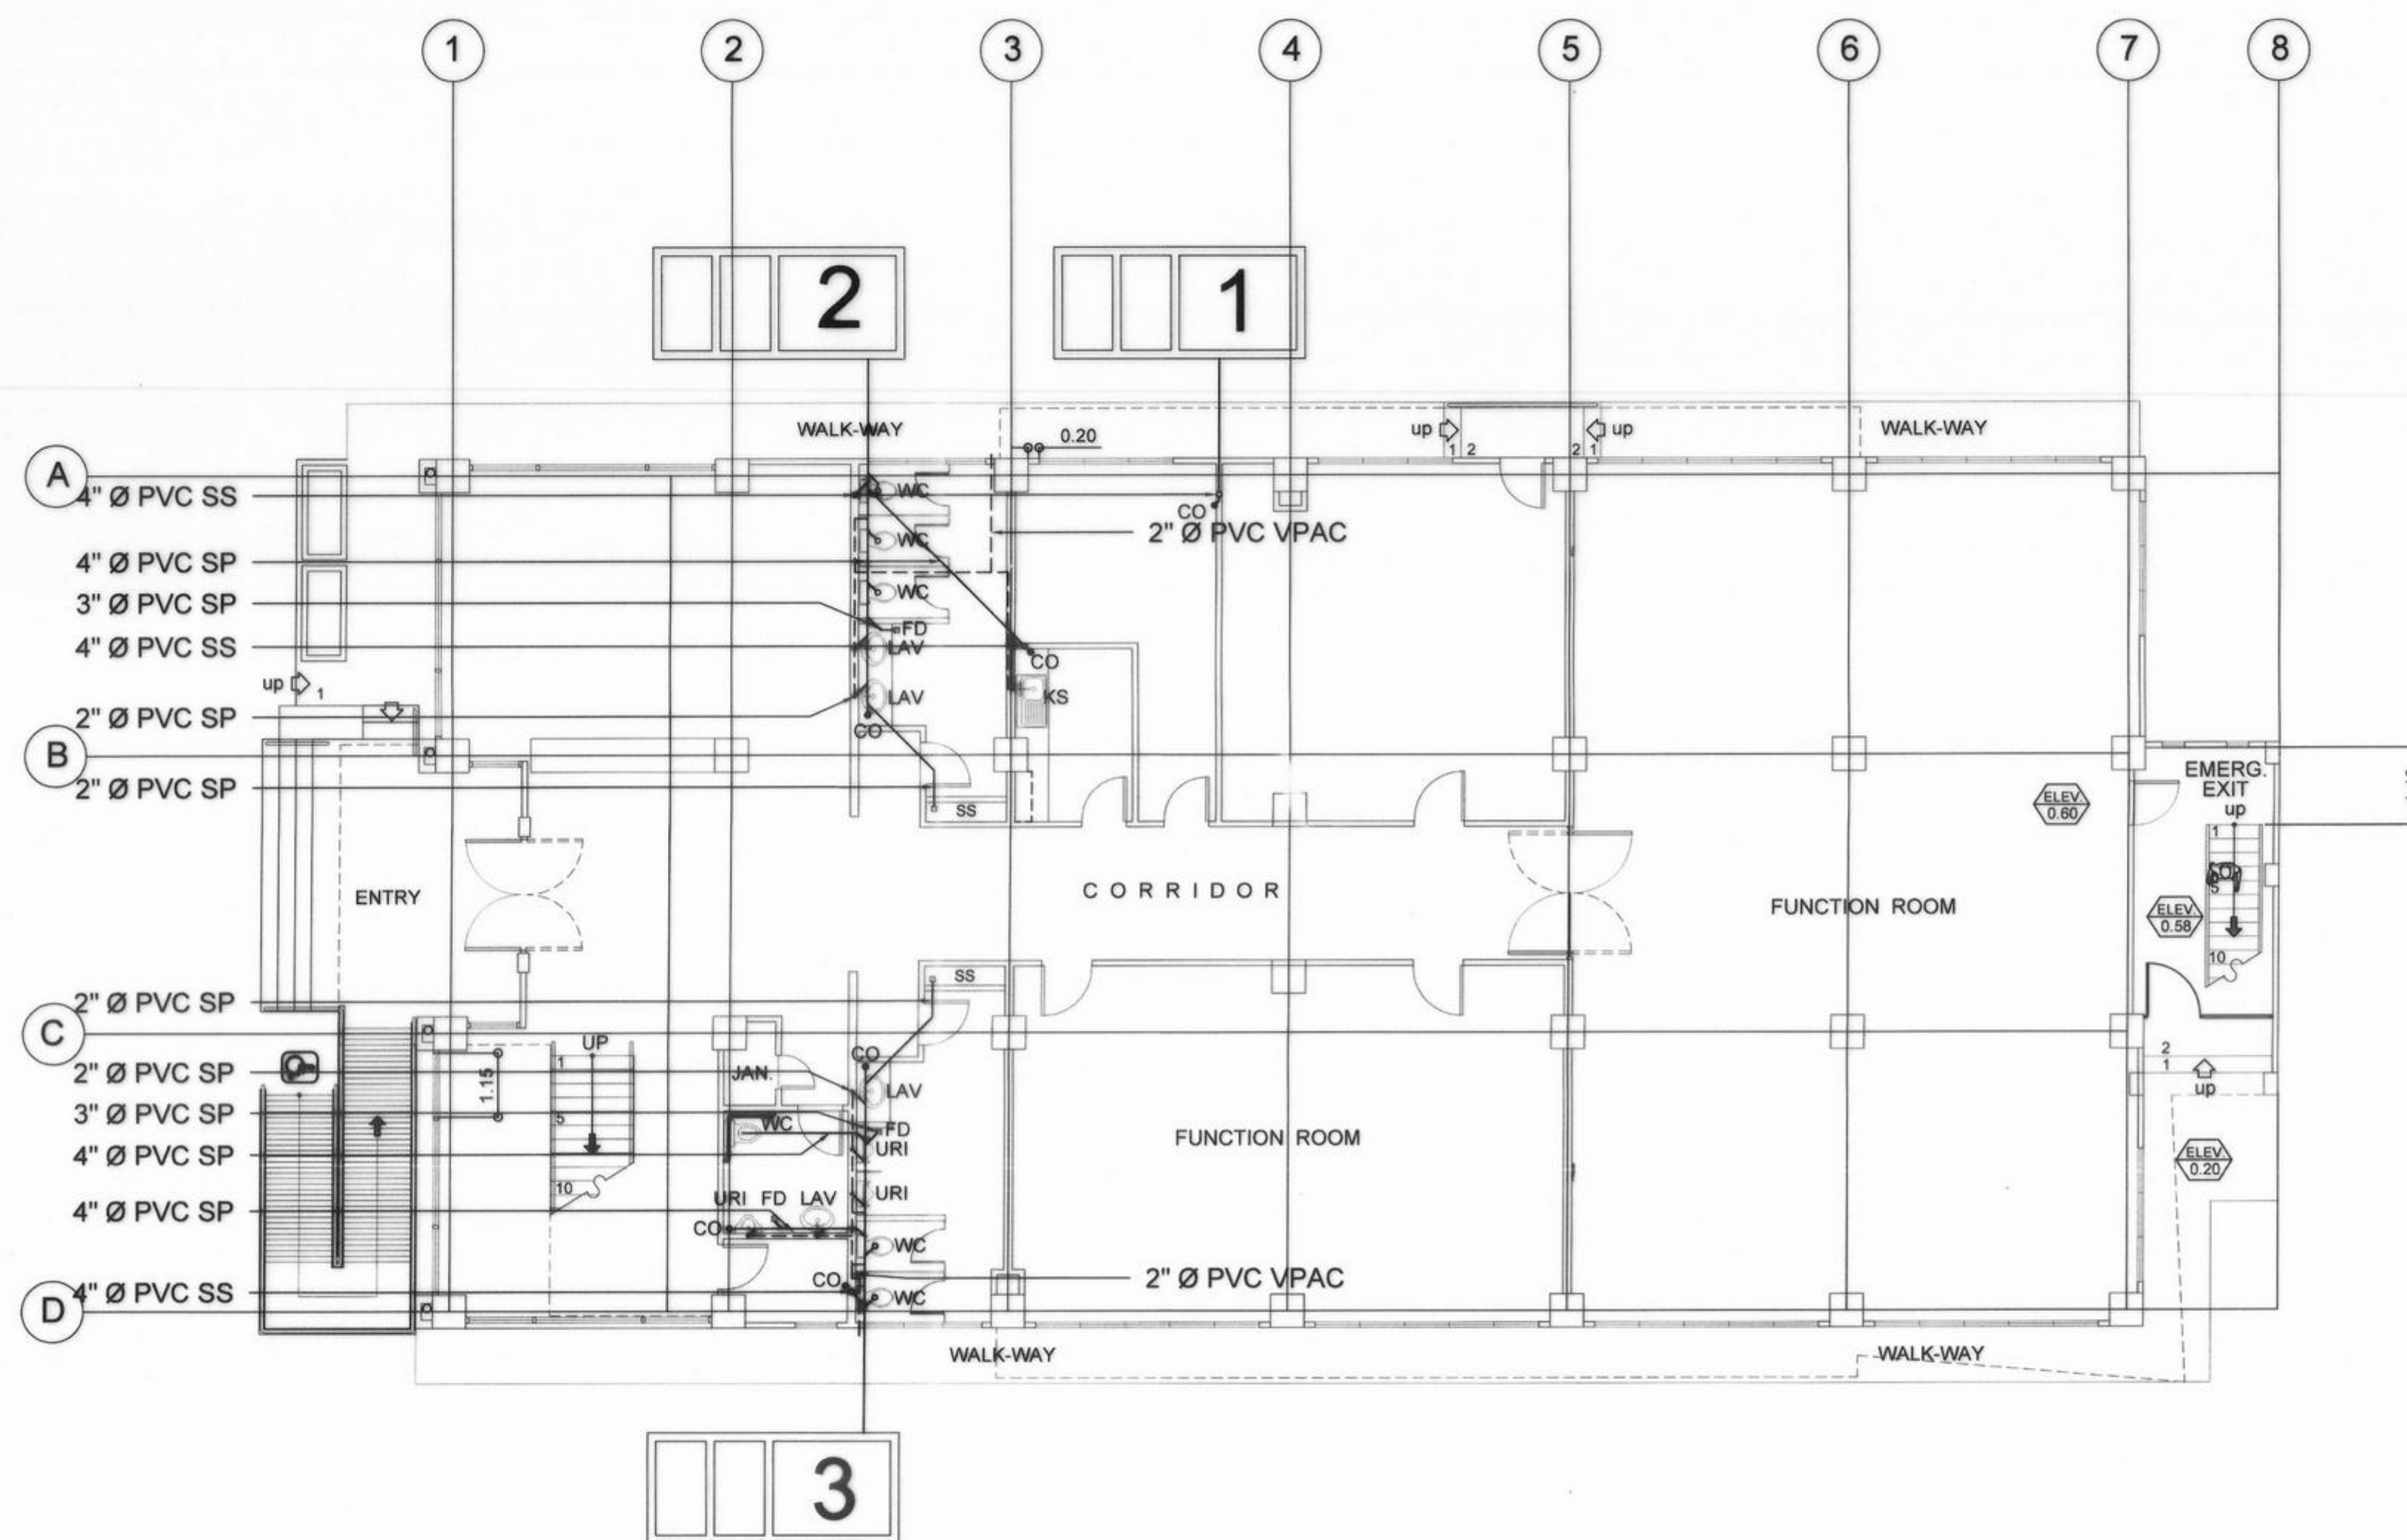 1 2 3 4 5 6 7 8
2 1
WALK-WAY
0.20
up 1 2
2 1 up
WALK-WAY
A
4" Ø PVC SS
WC
CO
2" Ø PVC VPAC
WC
4" Ø PVC SP
WC
3" Ø PVC SP
FD
4" Ø PVC SS
LAV
CO
up 1
LAV
KS
2" Ø PVC SP
CO
B
2" Ø PVC SP
SS
EMERG.
EXIT
up
ELEV.
0.60
1
5
10
ENTRY
CORRIDOR
FUNCTION ROOM
ELEV.
0.58
SS
2" Ø PVC SP
C
UP
CO
2
1
up
2" Ø PVC SP
1.15
1
JAN.
LAV
3" Ø PVC SP
5
WC
FD
4" Ø PVC SP
URI
FUNCTION ROOM
ELEV.
0.20
10
URI FD LAV
URI
4" Ø PVC SP
CO
WC
CO
2" Ø PVC VPAC
4" Ø PVC SS
WC
D
WALK-WAY
WALK-WAY
3